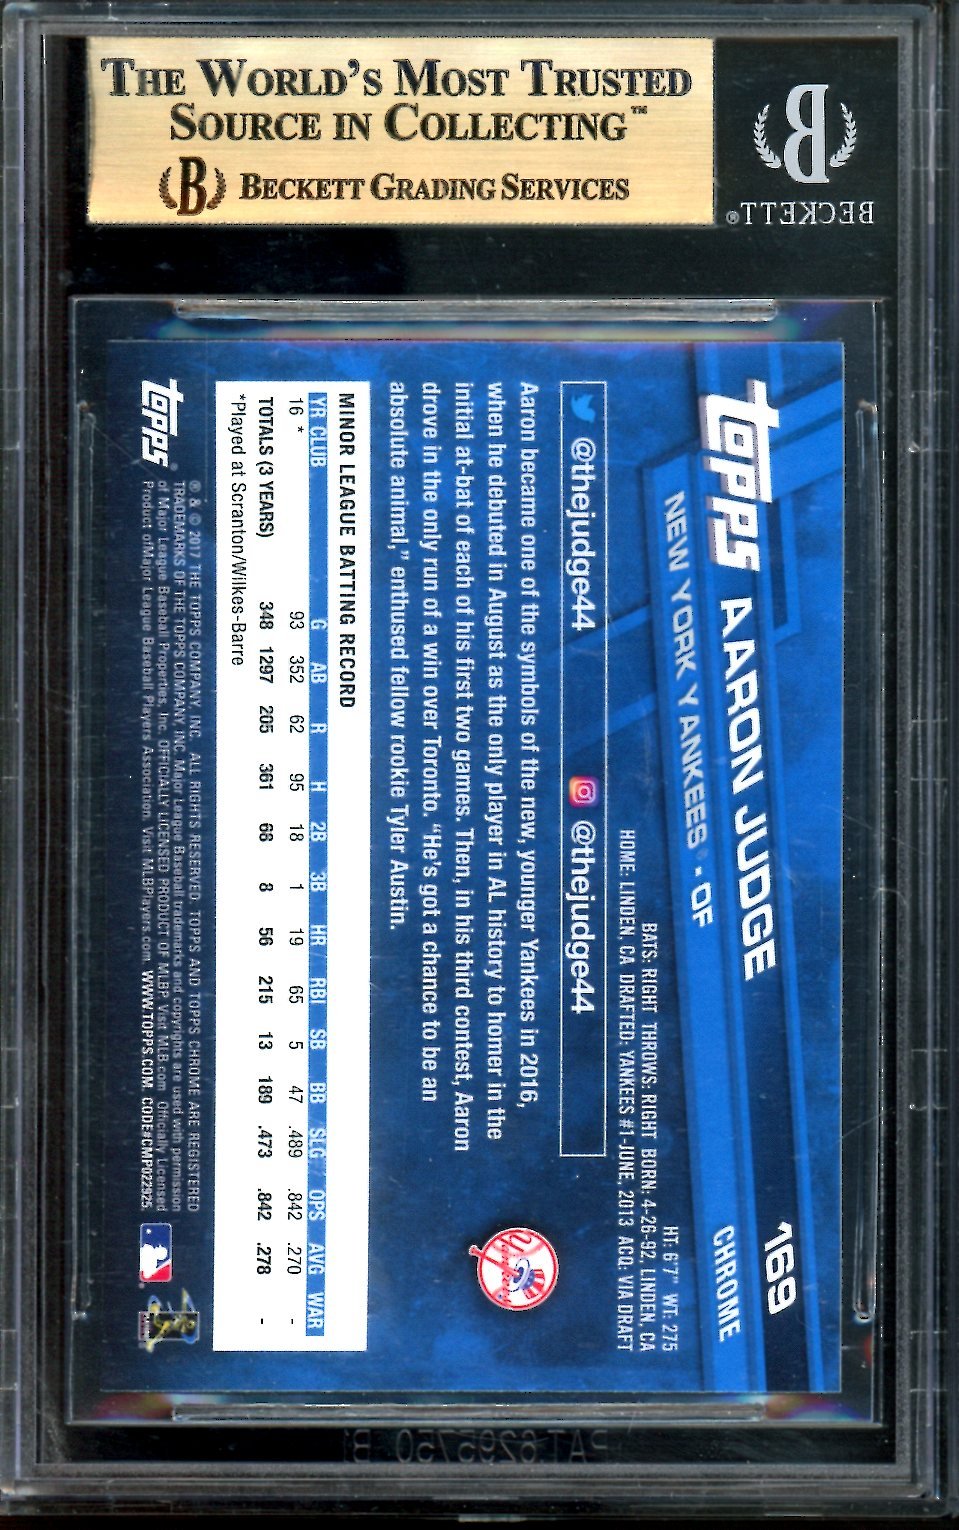 THE WORLD'S MOST TRUSTED
SOURCE IN COLLECTING™
B BECKETT GRADING SERVICES
B
BECKETT®
topps AARON JUDGE 169
NEW YORK YANKEES® • OF CHROME
HT: 6'7" WT: 275
BATS: RIGHT THROWS: RIGHT BORN: 4-26-92, LINDEN, CA
HOME: LINDEN, CA DRAFTED: YANKEES #1-JUNE, 2013 ACQ: VIA DRAFT
@thejudge44 @thejudge44
Aaron became one of the symbols of the new, younger Yankees in 2016,
when he debuted in August as the only player in AL history to homer in the
initial at-bat of each of his first two games. Then, in his third contest, Aaron
drove in the only run of a win over Toronto. "He's got a chance to be an
absolute animal," enthused fellow rookie Tyler Austin.
Yankees
MINOR LEAGUE BATTING RECORD
YR CLUB G AB R H 2B 3B HR RBI SB BB SLG OPS AVG WAR
16 * 93 352 62 95 18 1 19 65 5 47 .489 .842 .270 -
TOTALS (3 YEARS) 348 1297 205 361 68 8 56 215 13 189 .473 .842 .278 -
*Played at Scranton/Wilkes-Barre
topps®
® & © 2017 THE TOPPS COMPANY, INC. ALL RIGHTS RESERVED. TOPPS AND TOPPS CHROME ARE REGISTERED
TRADEMARKS OF THE TOPPS COMPANY, INC. Major League Baseball trademarks and copyrights are used with permission
of Major League Baseball Properties, Inc. OFFICIALLY LICENSED PRODUCT OF MLBP. Visit MLB.com Officially Licensed
Product of Major League Baseball Players Association. Visit MLBPlayers.com. WWW.TOPPS.COM. CODE#CMP022925.
PAT.6295750 B1